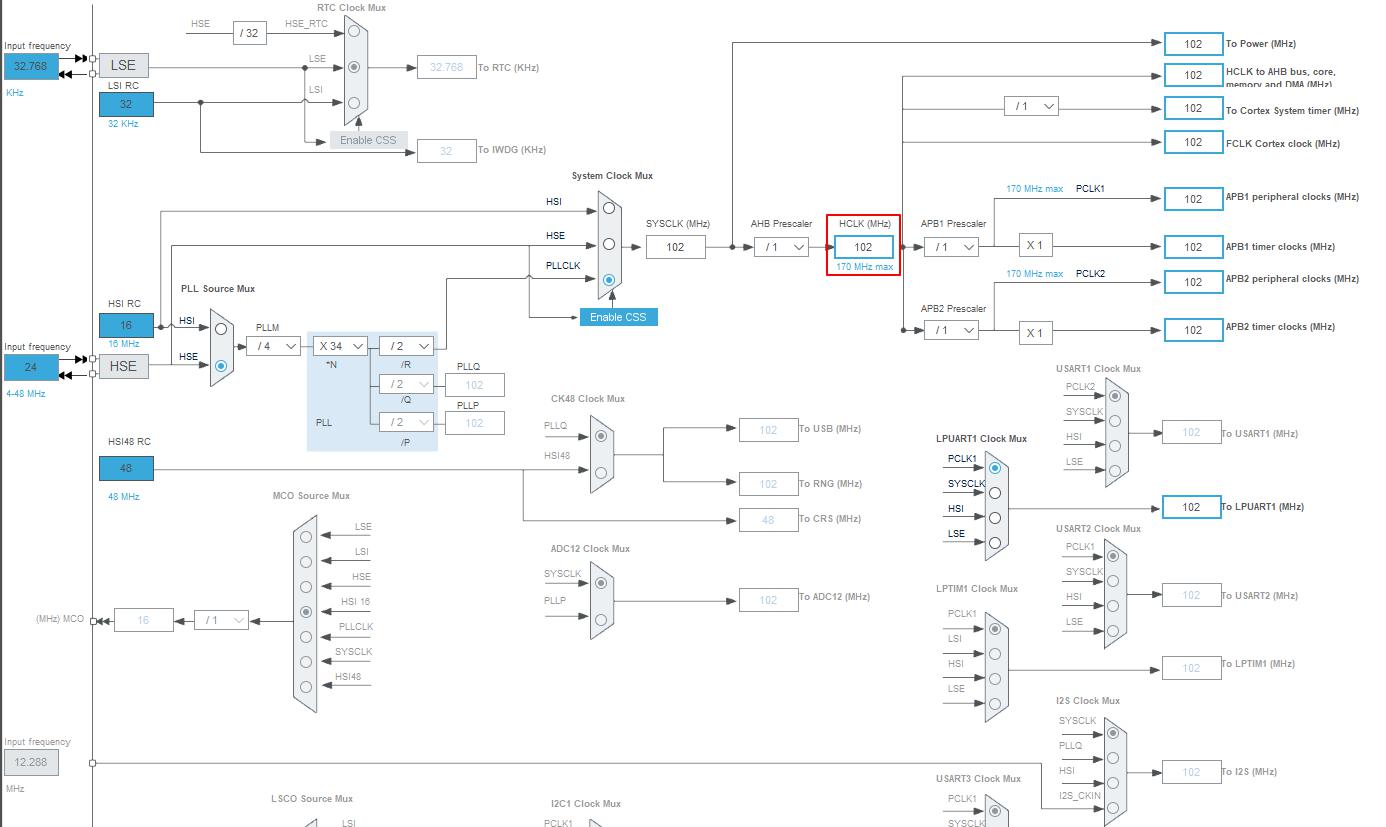 RTC Clock Mux
HSE
/ 32
HSE_RTC
Input frequency
32.768
KHz
LSE
LSE
32.768
To RTC (KHz)
LSI RC
32
32 KHz
LSI
Enable CSS
32
To IWDG (KHz)
System Clock Mux
HSI
HSE
PLLCLK
SYSCLK (MHz)
102
AHB Prescaler
/ 1
HCLK (MHz)
102
170 MHz max
Enable CSS
102
To Power (MHz)
102
HCLK to AHB bus, core,
memory and DMA (MHz)
/ 1
102
To Cortex System timer (MHz)
102
FCLK Cortex clock (MHz)
APB1 Prescaler
/ 1
170 MHz max
PCLK1
102
APB1 peripheral clocks (MHz)
X 1
102
APB1 timer clocks (MHz)
APB2 Prescaler
/ 1
170 MHz max
PCLK2
102
APB2 peripheral clocks (MHz)
X 1
102
APB2 timer clocks (MHz)
PLL Source Mux
HSI RC
16
16 MHz
HSI
HSE
Input frequency
24
4-48 MHz
HSE
PLLM
/ 4
X 34
*N
/ 2
/R
/ 2
/Q
/ 2
/P
PLL
PLLQ
102
PLLP
102
HSI48 RC
48
48 MHz
CK48 Clock Mux
PLLQ
HSI48
102
To USB (MHz)
102
To RNG (MHz)
48
To CRS (MHz)
USART1 Clock Mux
PCLK2
SYSCLK
HSI
LSE
102
To USART1 (MHz)
LPUART1 Clock Mux
PCLK1
SYSCLK
HSI
LSE
102
To LPUART1 (MHz)
MCO Source Mux
LSE
LSI
HSE
HSI 16
PLLCLK
SYSCLK
HSI48
(MHz) MCO
16
/ 1
ADC12 Clock Mux
SYSCLK
PLLP
102
To ADC12 (MHz)
USART2 Clock Mux
PCLK1
SYSCLK
HSI
LSE
102
To USART2 (MHz)
LPTIM1 Clock Mux
PCLK1
LSI
HSI
LSE
102
To LPTIM1 (MHz)
I2S Clock Mux
SYSCLK
PLLQ
HSI
I2S_CKIN
102
To I2S (MHz)
Input frequency
12.288
MHz
LSCO Source Mux
LSI
I2C1 Clock Mux
PCLK1
USART3 Clock Mux
PCLK1
SYSCLK